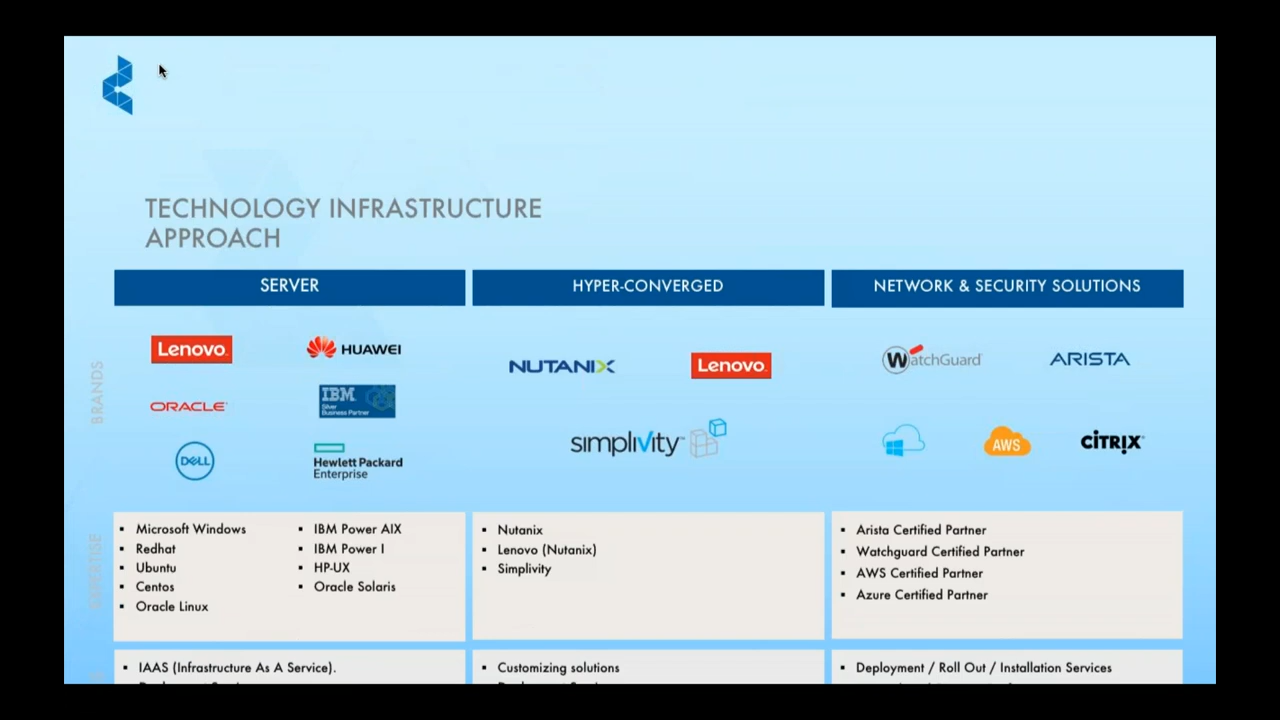 TECHNOLOGY INFRASTRUCTURE
APPROACH
SERVER
HYPER-CONVERGED
NETWORK & SECURITY SOLUTIONS
BRANDS
Lenovo
HUAWEI
ORACLE
IBM
Silver
Business Partner
DELL
Hewlett Packard
Enterprise
NUTANIX
Lenovo
simplivity
WatchGuard
ARISTA
AWS
CITRIX
EXPERTISE
▪ Microsoft Windows
▪ Redhat
▪ Ubuntu
▪ Centos
▪ Oracle Linux
▪ IBM Power AIX
▪ IBM Power I
▪ HP-UX
▪ Oracle Solaris
▪ Nutanix
▪ Lenovo (Nutanix)
▪ Simplivity
▪ Arista Certified Partner
▪ Watchguard Certified Partner
▪ AWS Certified Partner
▪ Azure Certified Partner
▪ IAAS (Infrastructure As A Service).
▪ Customizing solutions
▪ Deployment / Roll Out / Installation Services